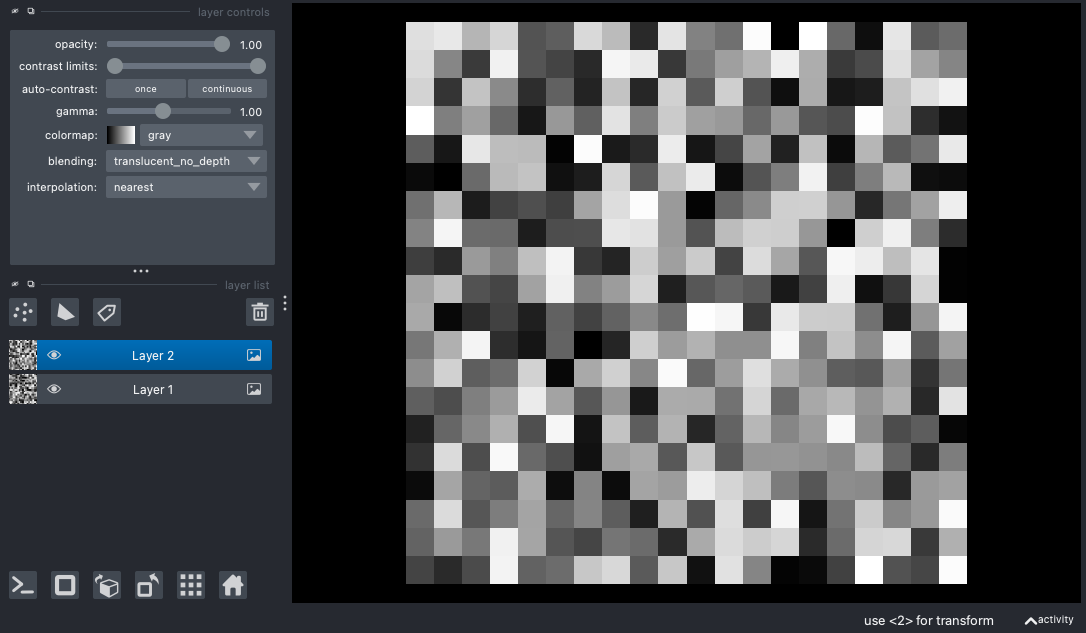 layer controls
opacity: 1.00
contrast limits:
auto-contrast: once continuous
gamma: 1.00
colormap: gray
blending: translucent_no_depth
interpolation: nearest
layer list
Layer 2
Layer 1
use <2> for transform activity